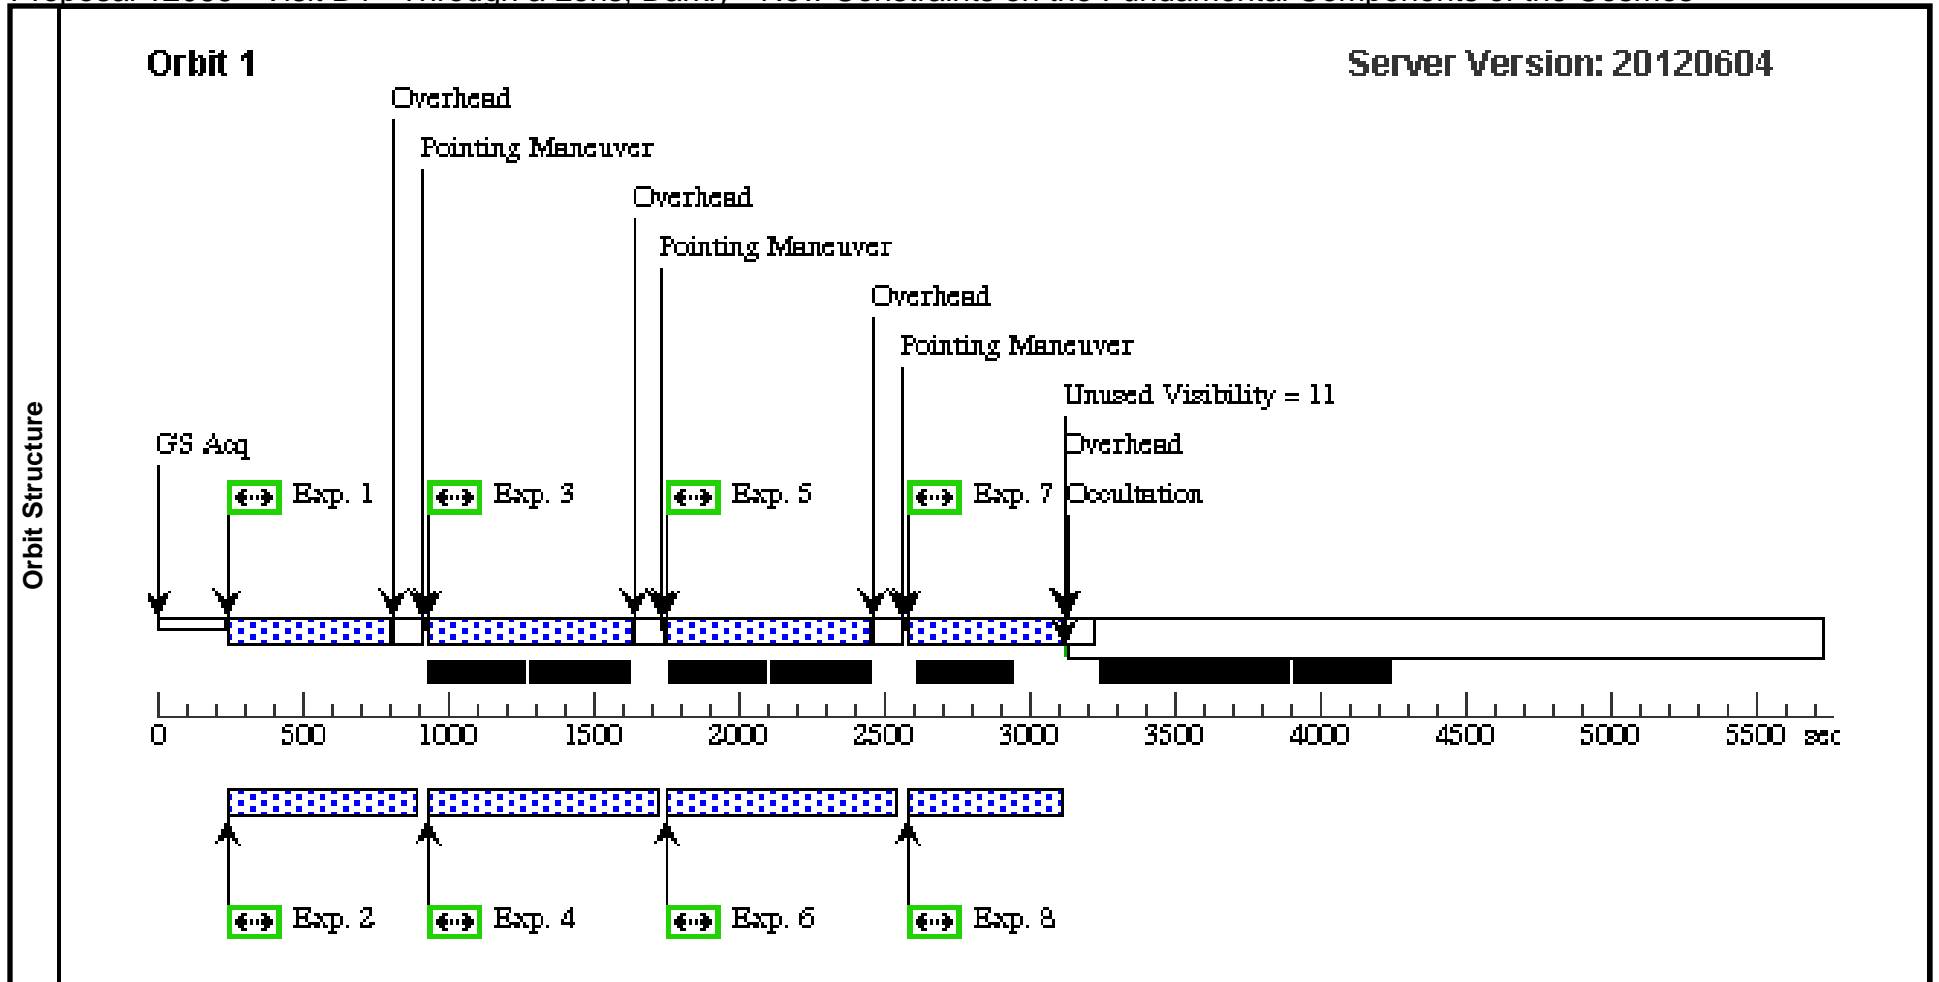 Orbit 1
Server Version: 20120604
Overhead
Pointing Maneuver
Overhead
Pointing Maneuver
Overhead
Pointing Maneuver
Unused Visibility = 11
GS Acq
Overhead
Exp. 1
Exp. 3
Exp. 5
Exp. 7
Occultation
Orbit Structure
0 500 1000 1500 2000 2500 3000 3500 4000 4500 5000 5500 sec
Exp. 2
Exp. 4
Exp. 6
Exp. 8